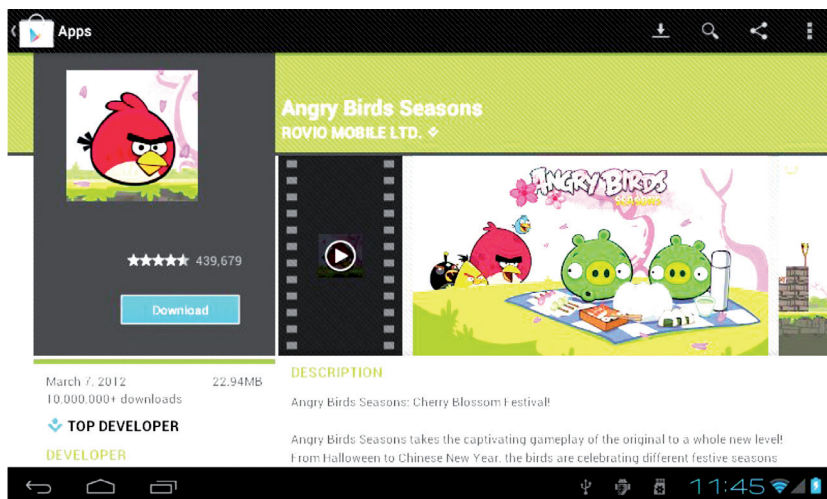 Apps
Angry Birds Seasons
ROVIO MOBILE LTD.
ANGRY BIRDS
SEASONS
439,679
Download
March 7, 2012 22.94MB
10,000,000+ downloads
TOP DEVELOPER
DEVELOPER
DESCRIPTION
Angry Birds Seasons: Cherry Blossom Festival!
Angry Birds Seasons takes the captivating gameplay of the original to a whole new level!
From Halloween to Chinese New Year, the birds are celebrating different festive seasons
11:45